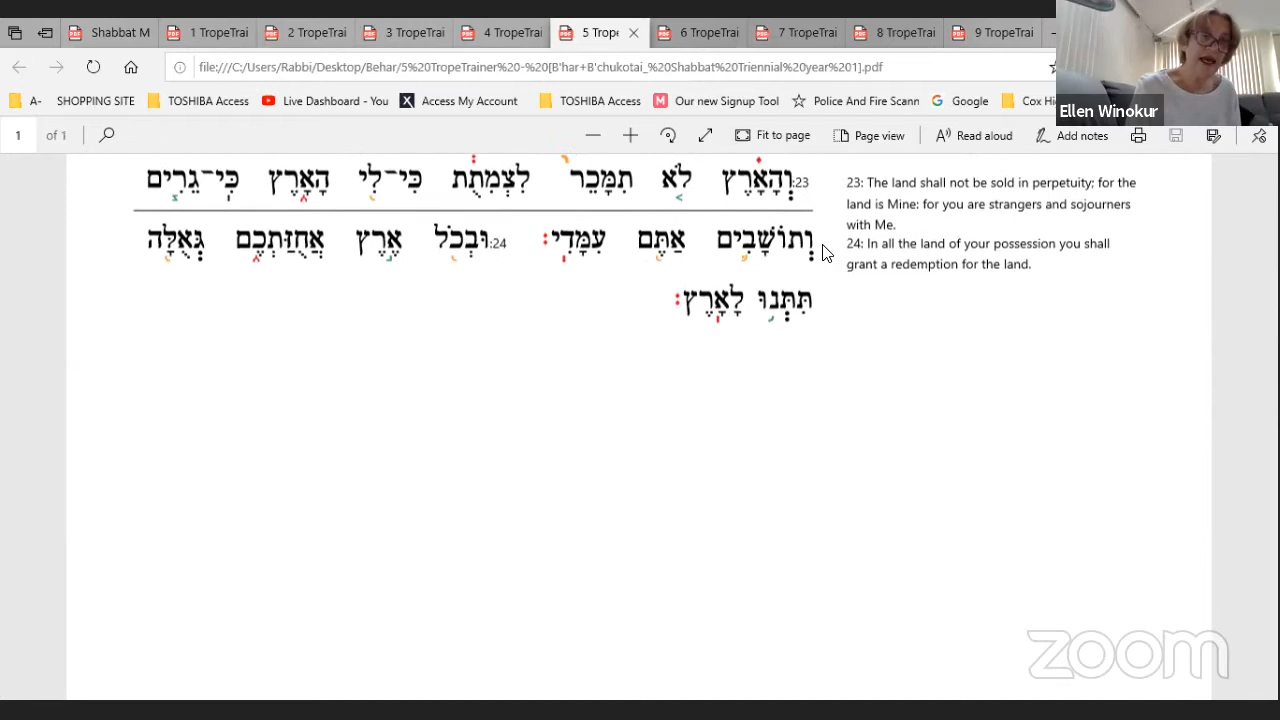 Shabbat M
1 TropeTrai
2 TropeTrai
3 TropeTrai
4 TropeTrai
5 Trope
6 TropeTrai
7 TropeTrai
8 TropeTrai
9 TropeTrai
file:///C:/Users/Rabbi/Desktop/Behar/5%20TropeTrainer%20-%20[B'har+B'chukotai_%20Shabbat%20Triennial%20year%201].pdf
A-
SHOPPING SITE
TOSHIBA Access
Live Dashboard - You
Access My Account
TOSHIBA Access
Our new Signup Tool
Police And Fire Scann
Google
Cox Hi
Ellen Winokur
1 of 1
Fit to page
Page view
Read aloud
Add notes
23: וְהָאָ֗רֶץ לֹ֤א תִמָּכֵר֙ לִצְמִתֻ֔ת כִּי־לִ֖י הָאָ֑רֶץ כִּֽי־גֵרִ֧ים
וְתוֹשָׁבִ֛ים אַתֶּ֖ם עִמָּדִֽי׃ 24: וּבְכֹ֖ל אֶ֣רֶץ אֲחֻזַּתְכֶ֑ם גְּאֻלָּ֖ה
תִּתְּנ֥וּ לָאָֽרֶץ׃
23: The land shall not be sold in perpetuity; for the
land is Mine: for you are strangers and sojourners
with Me.
24: In all the land of your possession you shall
grant a redemption for the land.
zoom